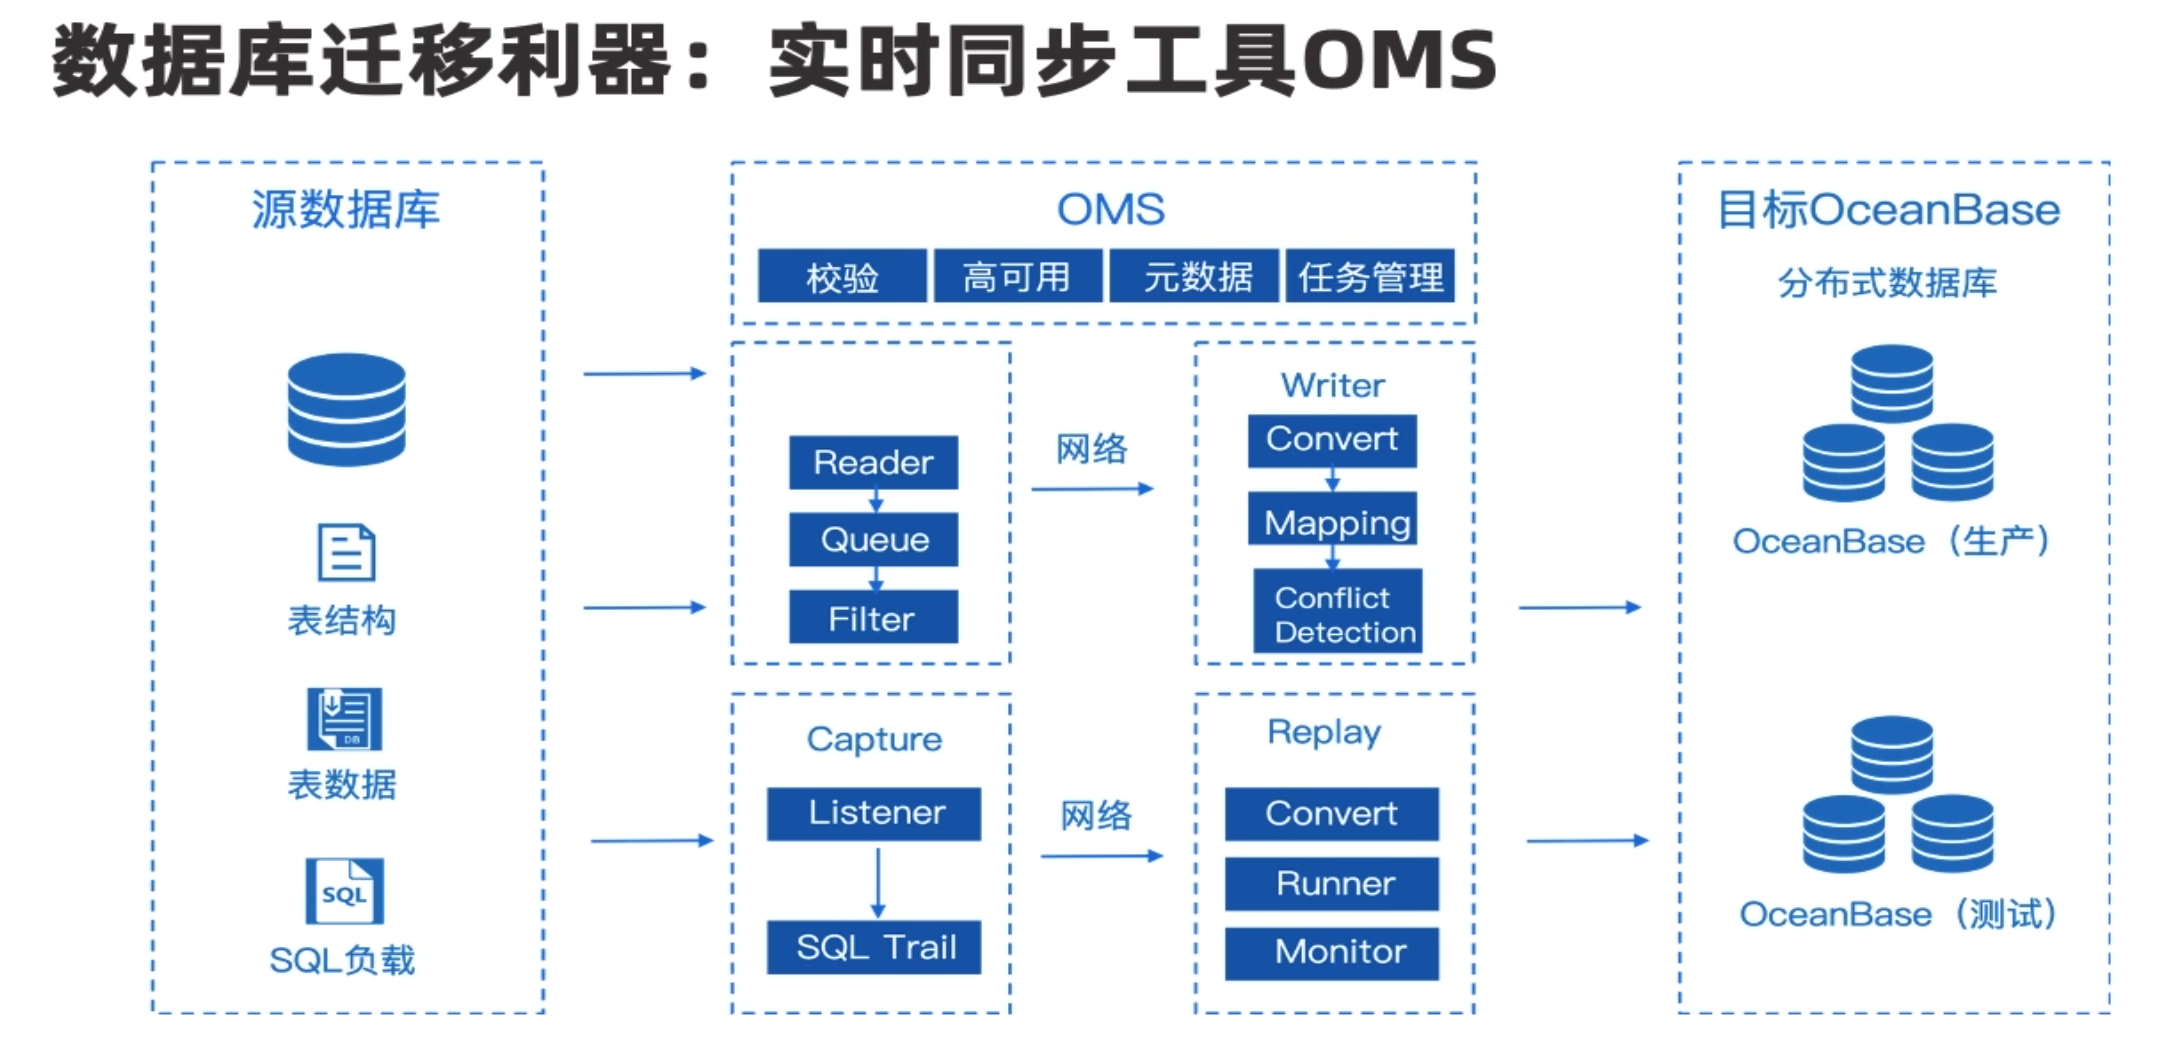 数据库迁移利器：实时同步工具OMS
源数据库
表结构
DB
表数据
SQL
SQL负载
OMS
校验
高可用
元数据
任务管理
Reader
Queue
Filter
网络
Writer
Convert
Mapping
Conflict
Detection
Capture
Listener
SQL Trail
网络
Replay
Convert
Runner
Monitor
目标OceanBase
分布式数据库
OceanBase（生产）
OceanBase（测试）